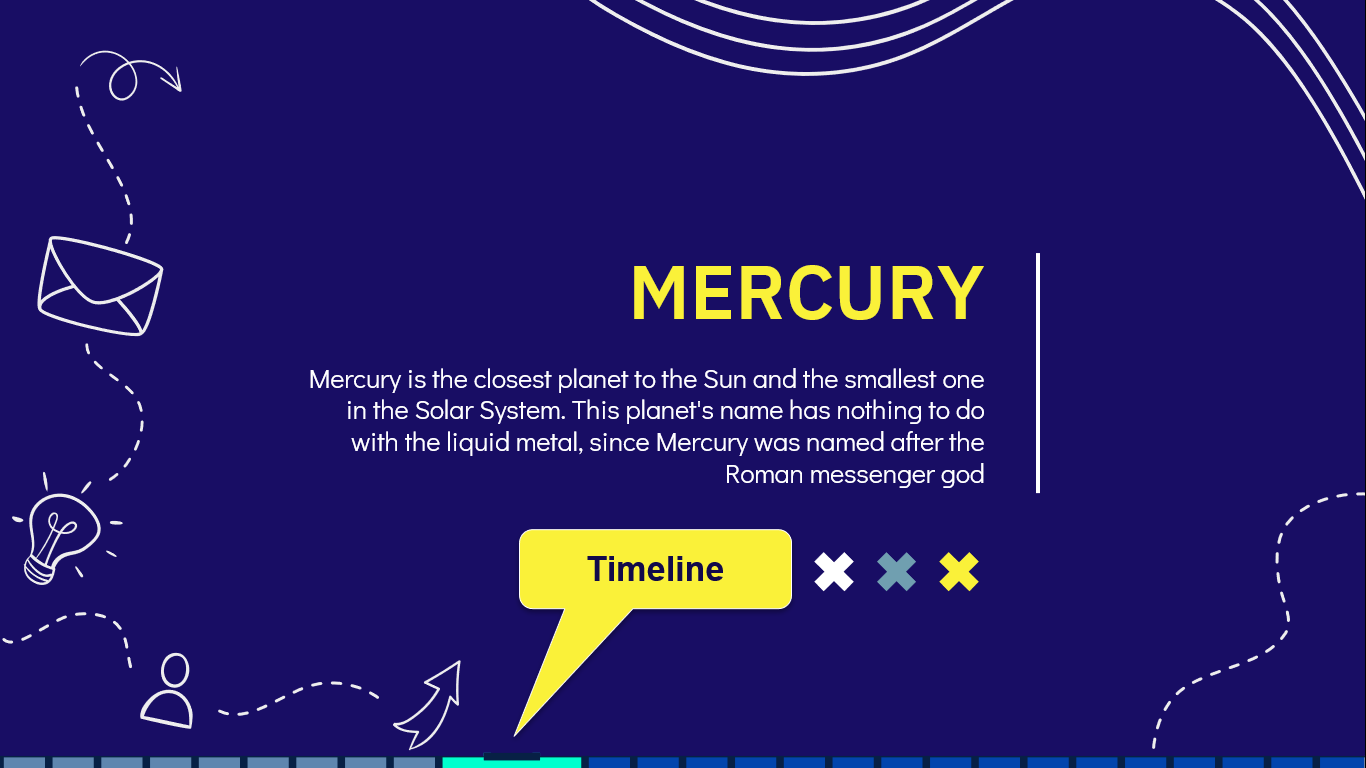 MERCURY
Mercury is the closest planet to the Sun and the smallest one
in the Solar System. This planet's name has nothing to do
with the liquid metal, since Mercury was named after the
Roman messenger god
Timeline